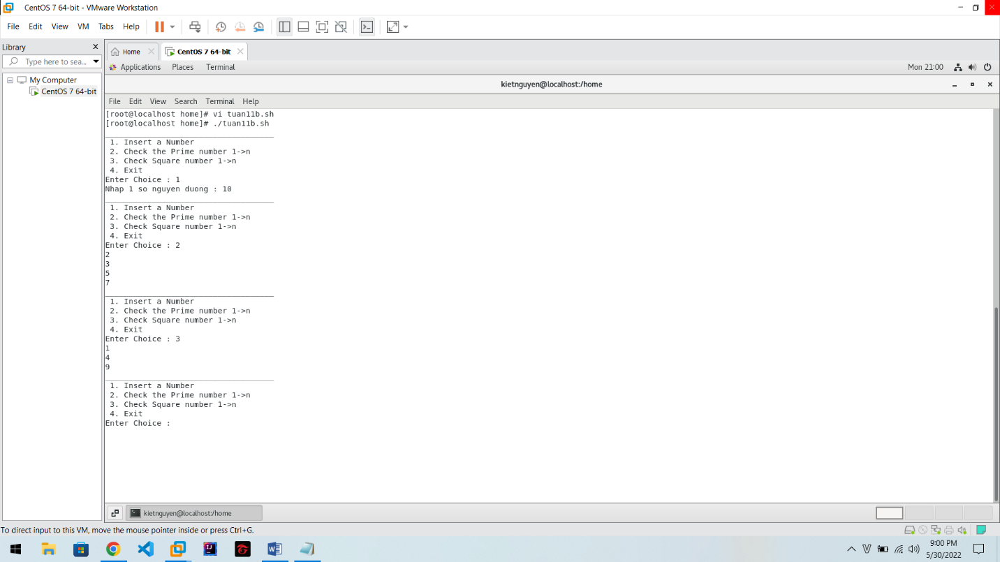 CentOS 7 64-bit - VMware Workstation
File Edit View VM Tabs Help
Library
Type here to sea...
My Computer
CentOS 7 64-bit
Home
CentOS 7 64-bit
Applications Places Terminal
Mon 21:00
kietnguyen@localhost:/home
File Edit View Search Terminal Help
[root@localhost home]# vi tuan11b.sh
[root@localhost home]# ./tuan11b.sh
____________________________________
1. Insert a Number
2. Check the Prime number 1->n
3. Check Square number 1->n
4. Exit
Enter Choice : 1
Nhap 1 so nguyen duong : 10
____________________________________
1. Insert a Number
2. Check the Prime number 1->n
3. Check Square number 1->n
4. Exit
Enter Choice : 2
2
3
5
7
____________________________________
1. Insert a Number
2. Check the Prime number 1->n
3. Check Square number 1->n
4. Exit
Enter Choice : 3
1
4
9
____________________________________
1. Insert a Number
2. Check the Prime number 1->n
3. Check Square number 1->n
4. Exit
Enter Choice :
kietnguyen@localhost:/home
To direct input to this VM, move the mouse pointer inside or press Ctrl+G.
9:00 PM
5/30/2022